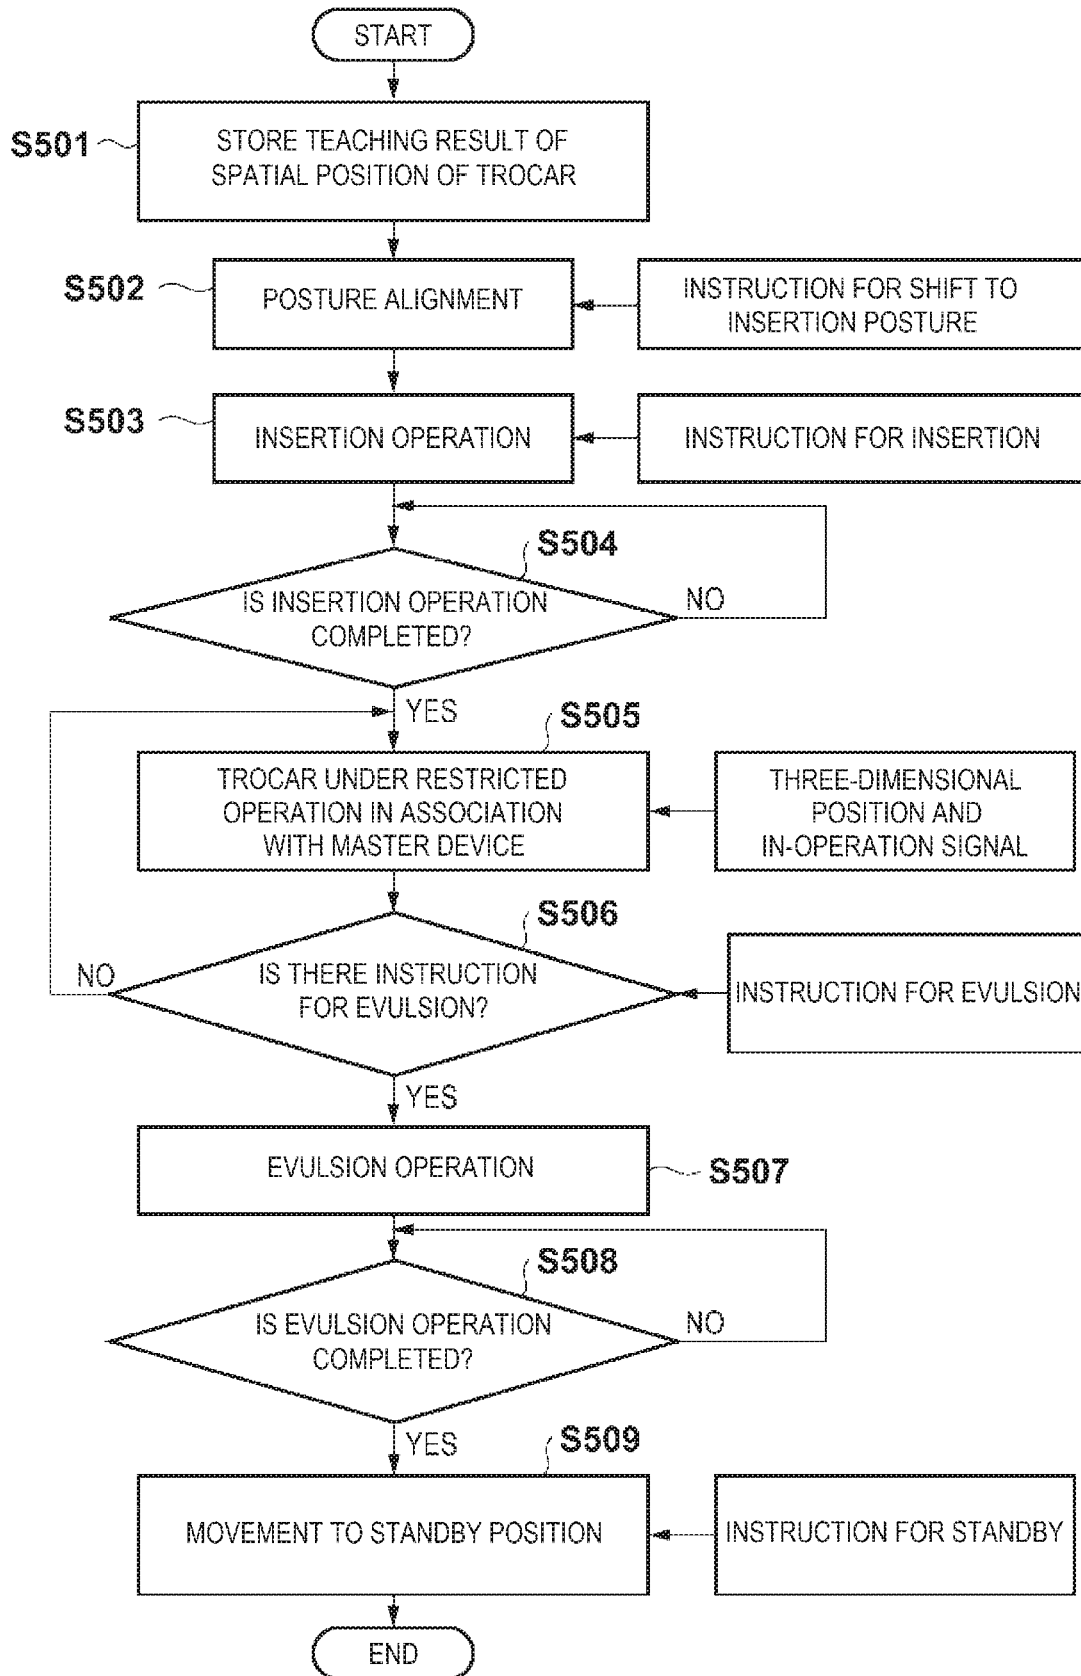 START
S501
STORE TEACHING RESULT OF
SPATIAL POSITION OF TROCAR
S502
POSTURE ALIGNMENT
INSTRUCTION FOR SHIFT TO
INSERTION POSTURE
S503
INSERTION OPERATION
INSTRUCTION FOR INSERTION
S504
IS INSERTION OPERATION
COMPLETED?
NO
YES
S505
TROCAR UNDER RESTRICTED
OPERATION IN ASSOCIATION
WITH MASTER DEVICE
THREE-DIMENSIONAL
POSITION AND
IN-OPERATION SIGNAL
S506
IS THERE INSTRUCTION
FOR EVULSION?
NO
INSTRUCTION FOR EVULSION
YES
EVULSION OPERATION
S507
S508
IS EVULSION OPERATION
COMPLETED?
NO
YES
S509
MOVEMENT TO STANDBY POSITION
INSTRUCTION FOR STANDBY
END